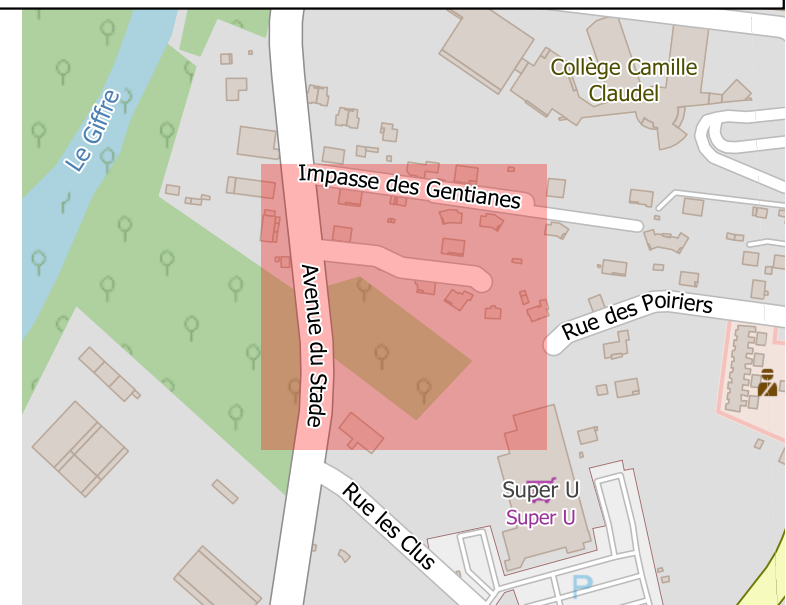 Collège Camille
Claudel
Le Giffre
Impasse des Gentianes
Avenue du Stade
Rue des Poiriers
Super U
Super U
Rue les Clus
P